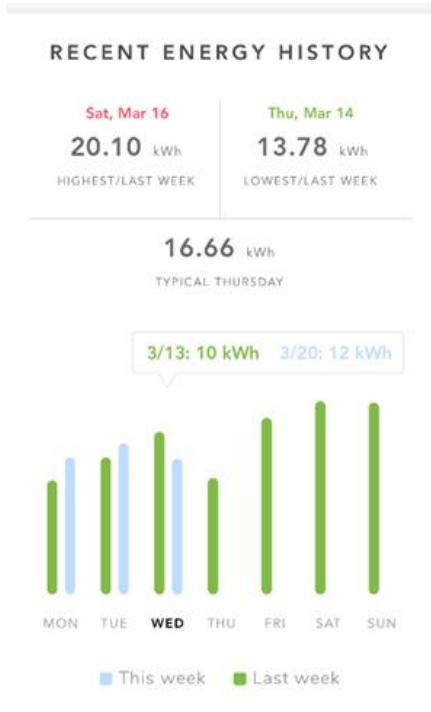 RECENT ENERGY HISTORY
Sat, Mar 16
20.10 kWh
HIGHEST/LAST WEEK
Thu, Mar 14
13.78 kWh
LOWEST/LAST WEEK
16.66 kWh
TYPICAL THURSDAY
3/13: 10 kWh 3/20: 12 kWh
MON TUE WED THU FRI SAT SUN
This week Last week